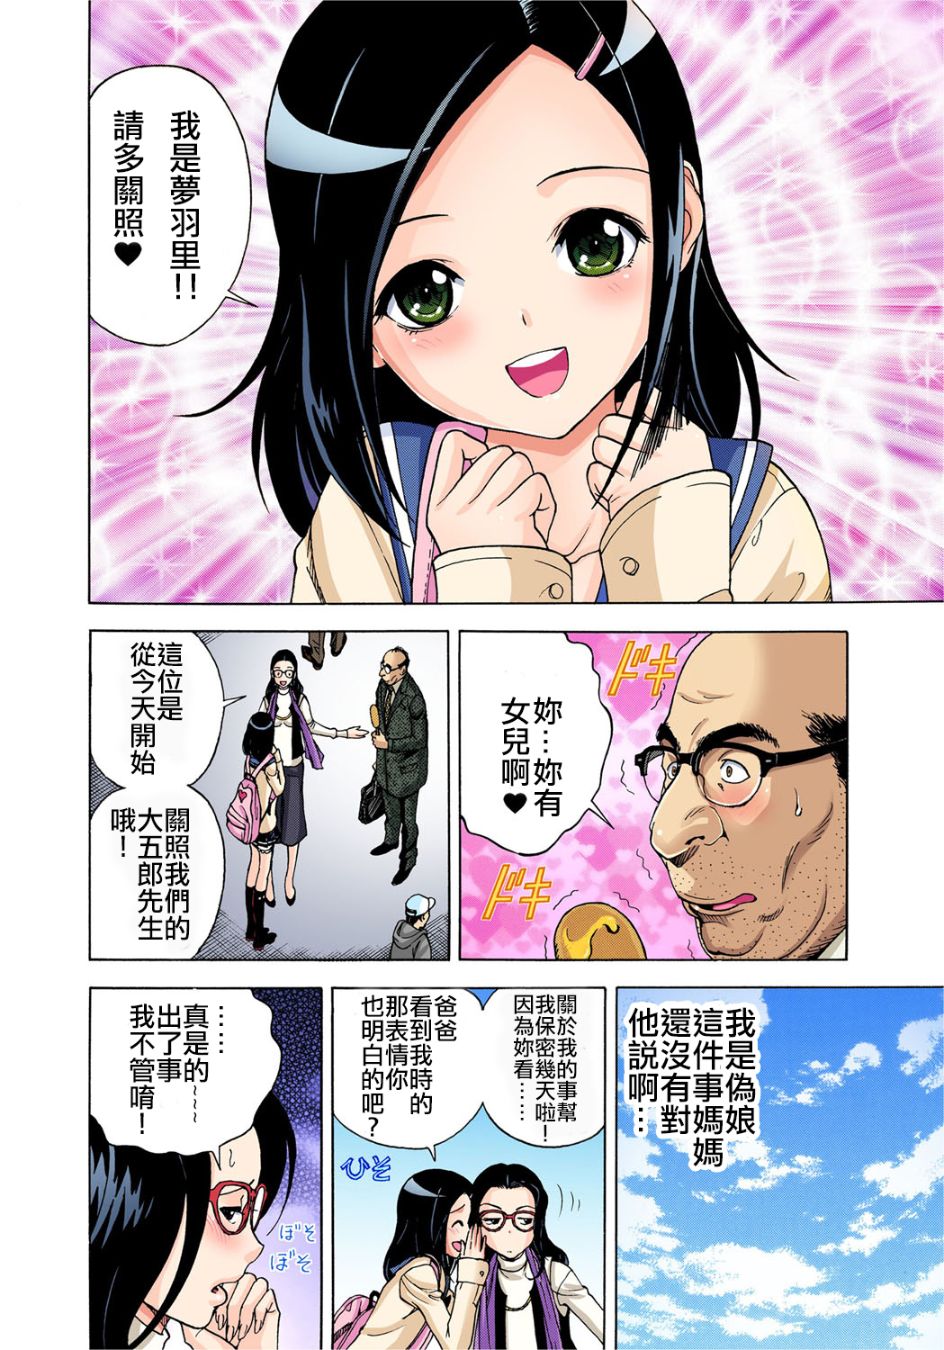 我是夢羽里!!
請多關照♥
ドキ
妳…妳有
女兒啊♥
ドキ
這位是
從今天開始
關照我們的
大五郎先生
哦!
我是偽娘
這件事媽媽
還沒有對
他説啊…
關於我的事幫
我保密幾天啦!
因為妳看……
爸爸
看到我時的
那表情你
也明白的吧?
ひそ
……
真是的~~~
出了事
我不管唷!
ぼそ
ぼそ